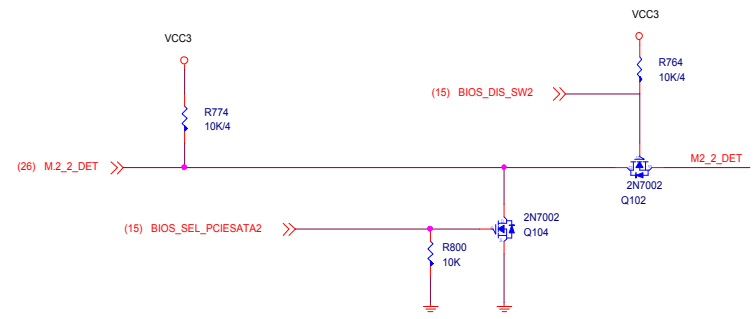 VCC3
VCC3
R774
10K/4
R764
10K/4
(15) BIOS_DIS_SW2
(26) M.2_2_DET
M2_2_DET
2N7002
Q102
(15) BIOS_SEL_PCIESATA2
2N7002
Q104
R800
10K